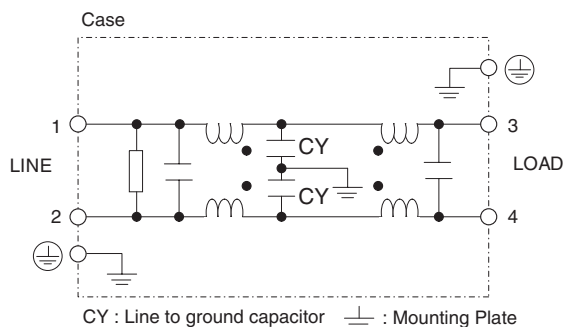 Case
1
3
LINE
CY
LOAD
CY
2
4
CY : Line to ground capacitor : Mounting Plate